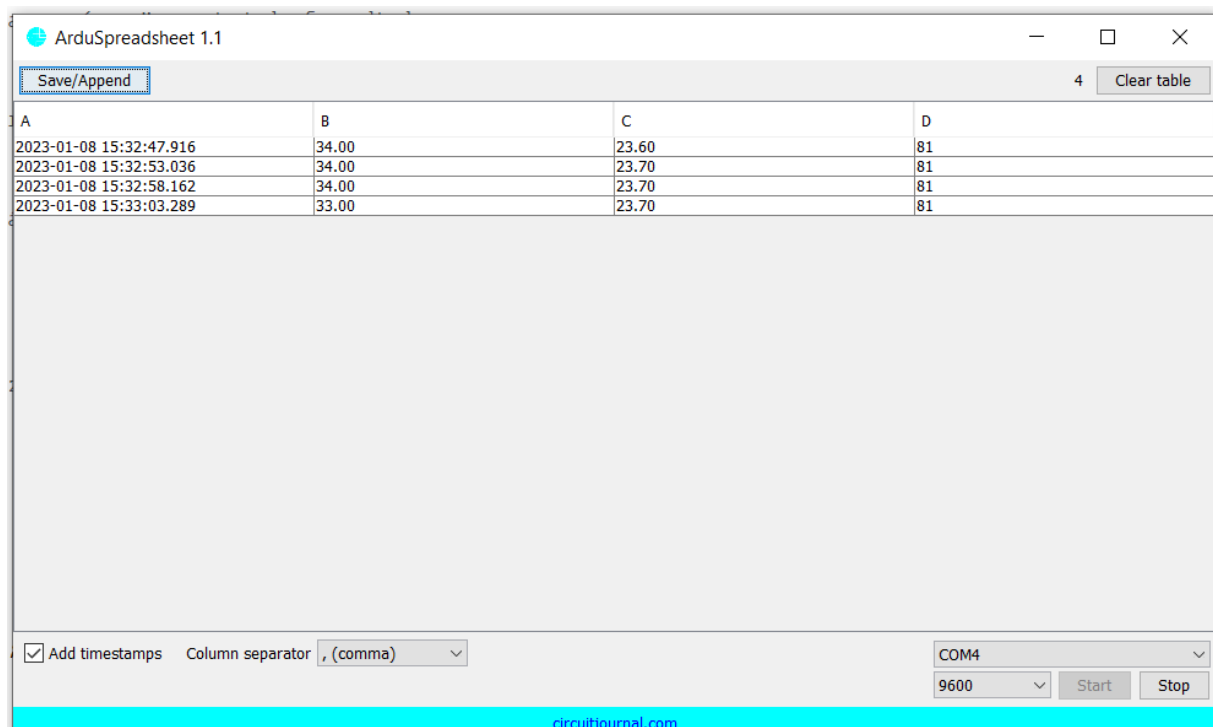 ArduSpreadsheet 1.1
Save/Append 4 Clear table
A B C D
2023-01-08 15:32:47.916 34.00 23.60 81
2023-01-08 15:32:53.036 34.00 23.70 81
2023-01-08 15:32:58.162 34.00 23.70 81
2023-01-08 15:33:03.289 33.00 23.70 81
Add timestamps Column separator , (comma) COM4
9600 Start Stop
circuitjournal.com